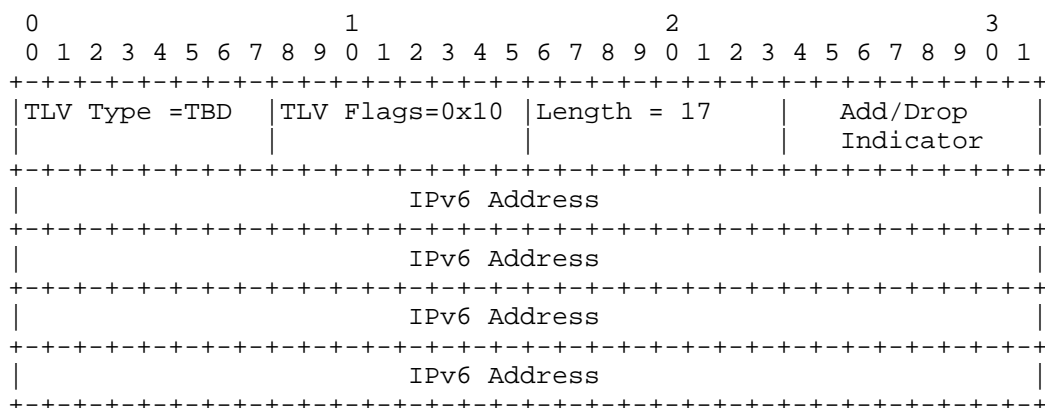 0                   1                   2                   3
 0 1 2 3 4 5 6 7 8 9 0 1 2 3 4 5 6 7 8 9 0 1 2 3 4 5 6 7 8 9 0 1
+-+-+-+-+-+-+-+-+-+-+-+-+-+-+-+-+-+-+-+-+-+-+-+-+-+-+-+-+-+-+-+-+
|TLV Type =TBD  |TLV Flags=0x10 |Length = 17    |   Add/Drop    |
|               |               |               |   Indicator   |
+-+-+-+-+-+-+-+-+-+-+-+-+-+-+-+-+-+-+-+-+-+-+-+-+-+-+-+-+-+-+-+-+
|                        IPv6 Address                           |
+-+-+-+-+-+-+-+-+-+-+-+-+-+-+-+-+-+-+-+-+-+-+-+-+-+-+-+-+-+-+-+-+
|                        IPv6 Address                           |
+-+-+-+-+-+-+-+-+-+-+-+-+-+-+-+-+-+-+-+-+-+-+-+-+-+-+-+-+-+-+-+-+
|                        IPv6 Address                           |
+-+-+-+-+-+-+-+-+-+-+-+-+-+-+-+-+-+-+-+-+-+-+-+-+-+-+-+-+-+-+-+-+
|                        IPv6 Address                           |
+-+-+-+-+-+-+-+-+-+-+-+-+-+-+-+-+-+-+-+-+-+-+-+-+-+-+-+-+-+-+-+-+